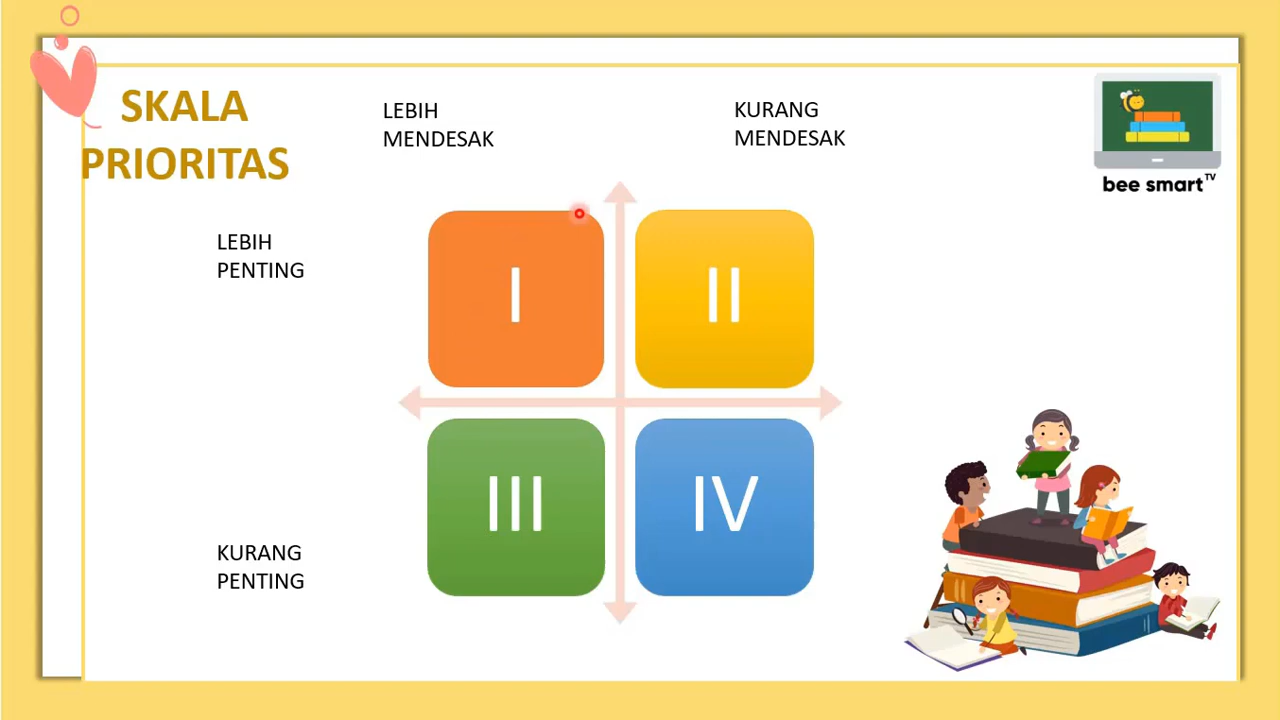 SKALA
PRIORITAS
LEBIH
MENDESAK
KURANG
MENDESAK
bee smart TV
LEBIH
PENTING
I
II
III
IV
KURANG
PENTING